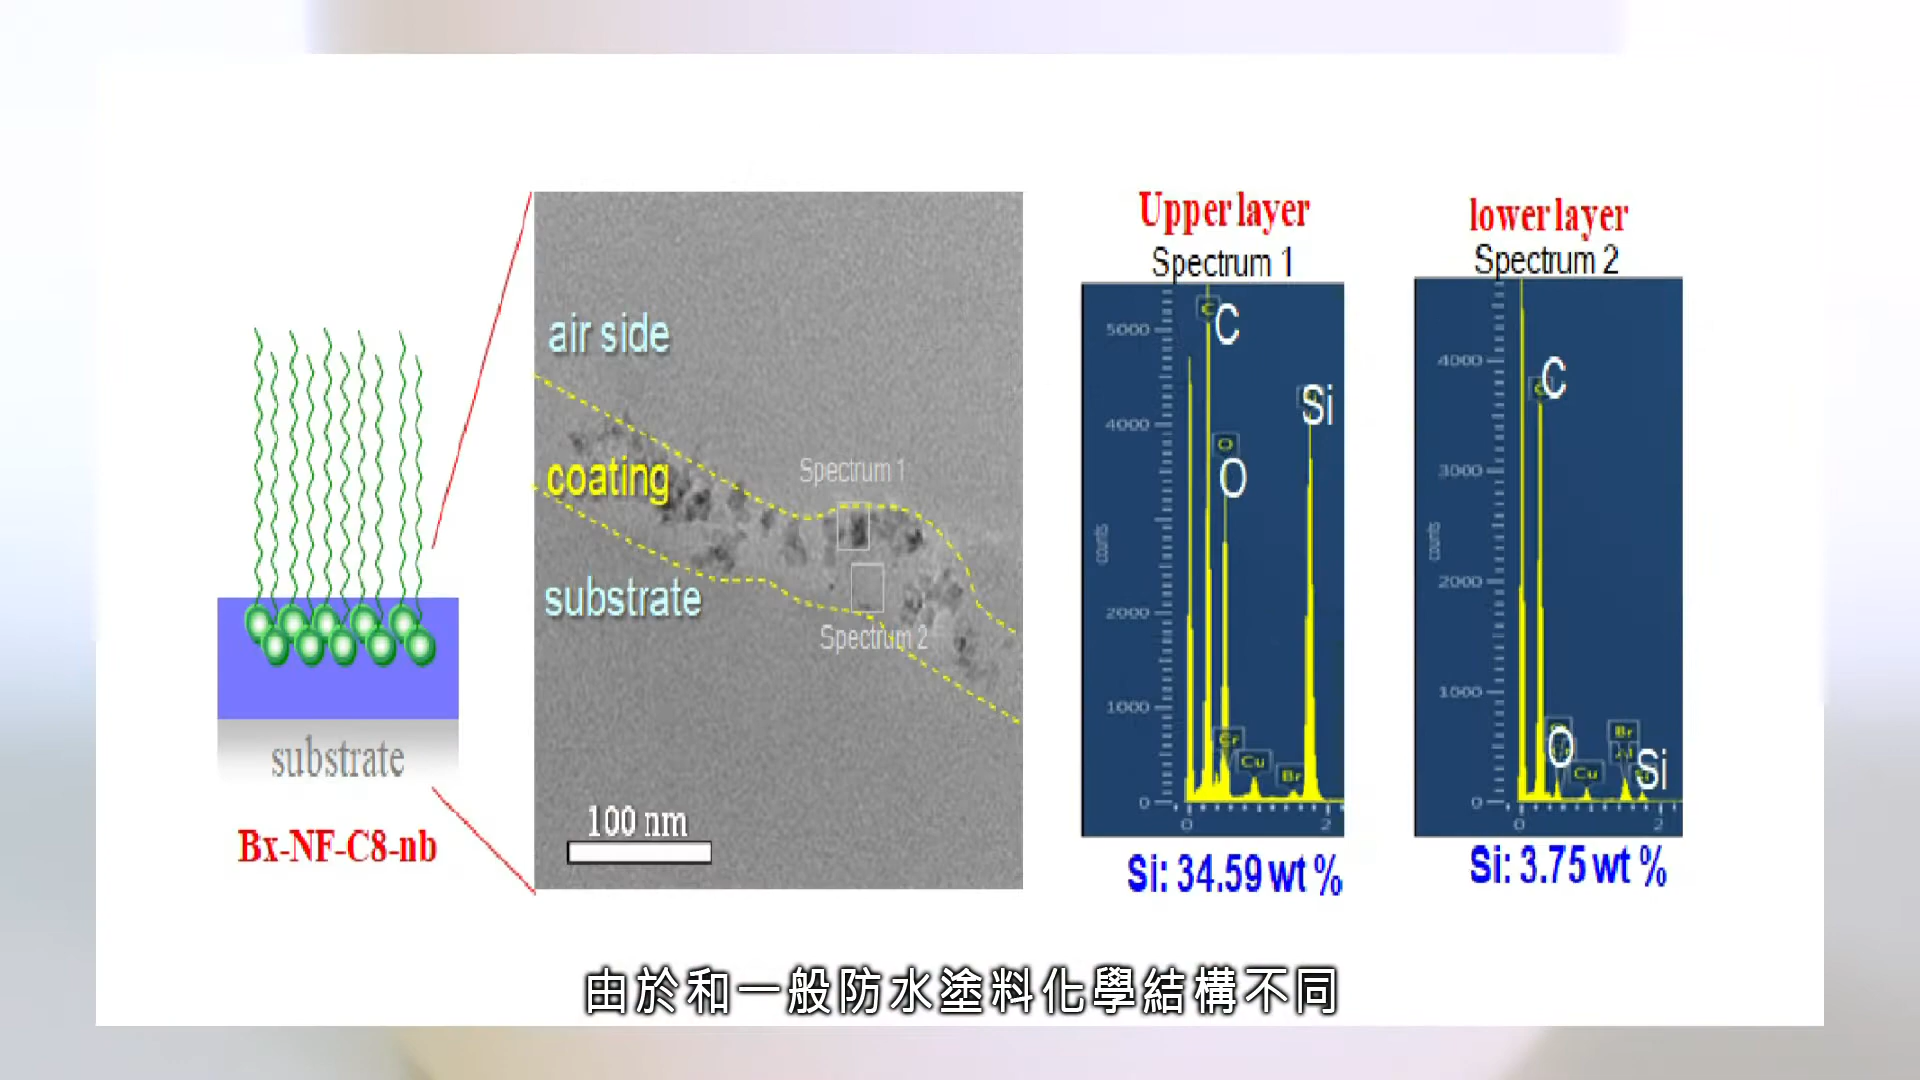 substrate
Bx-NF-C8-nb
air side
coating
substrate
Spectrum 1
Spectrum 2
100 nm
Upper layer
Spectrum 1
5000
4000
2000
1000
0
counts
C
C
O
O
Si
Cr
Cu
Br
0
2
Si: 34.59 wt %
lower layer
Spectrum 2
4000
3000
2000
1000
0
counts
C
C
O
Cu
Br
Si
0
2
Si: 3.75 wt %
由於和一般防水塗料化學結構不同